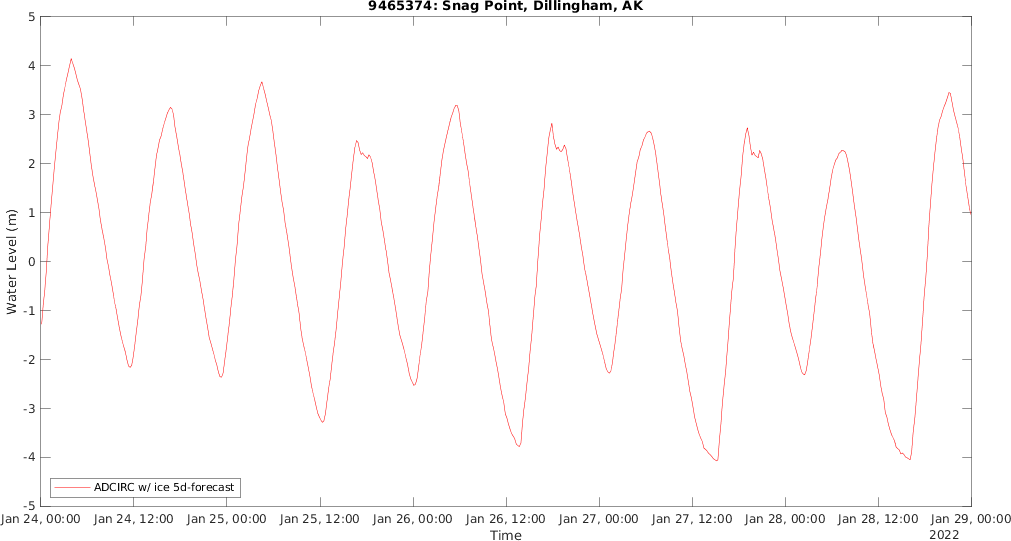 9465374: Snag Point, Dillingham, AK
Water Level (m)
5
4
3
2
1
0
-1
-2
-3
-4
-5
ADCIRC w/ ice 5d-forecast
Jan 24, 00:00 Jan 24, 12:00 Jan 25, 00:00 Jan 25, 12:00 Jan 26, 00:00 Jan 26, 12:00 Jan 27, 00:00 Jan 27, 12:00 Jan 28, 00:00 Jan 28, 12:00 Jan 29, 00:00
Time
2022